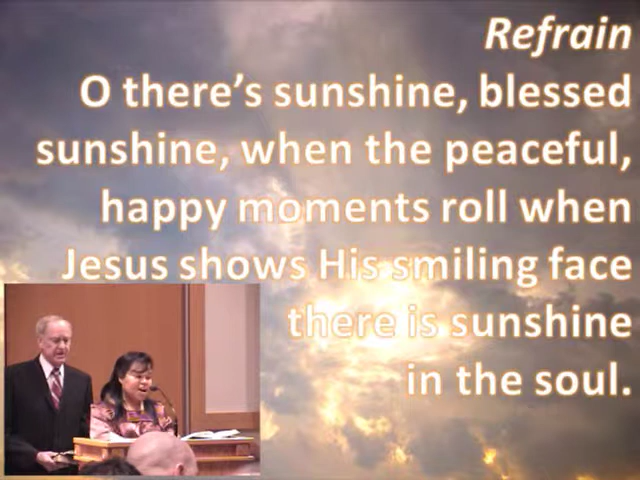 Refrain
O there’s sunshine, blessed
sunshine, when the peaceful,
happy moments roll when
Jesus shows His smiling face
there is sunshine
in the soul.